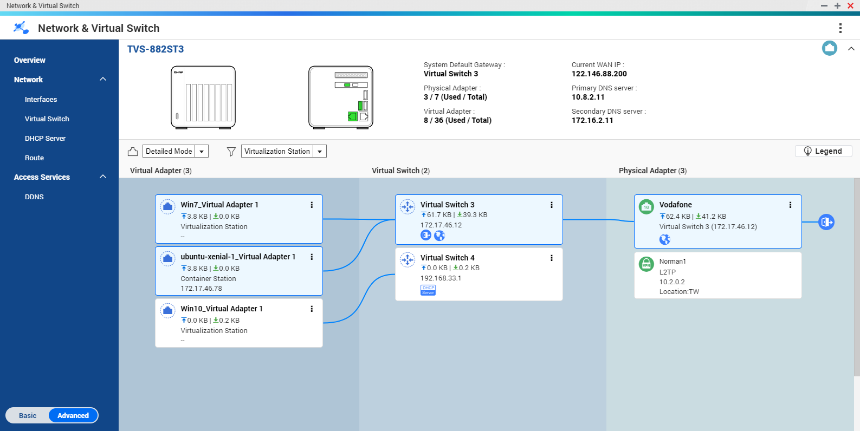 Network & Virtual Switch
Network & Virtual Switch
Overview
Network
Interfaces
Virtual Switch
DHCP Server
Route
Access Services
DDNS
Basic
Advanced
TVS-882ST3
System Default Gateway :
Virtual Switch 3
Physical Adapter :
3 / 7 (Used / Total)
Virtual Adapter :
8 / 36 (Used / Total)
Current WAN IP :
122.146.88.200
Primary DNS server :
10.8.2.11
Secondary DNS server :
172.16.2.11
Detailed Mode
Virtualization Station
Legend
Virtual Adapter (3)
Virtual Switch (2)
Physical Adapter (3)
Win7_Virtual Adapter 1
3.8 KB | 0.0 KB
Virtualization Station
--
ubuntu-xenial-1_Virtual Adapter 1
3.8 KB | 0.0 KB
Container Station
172.17.46.78
Win10_Virtual Adapter 1
0.0 KB | 0.2 KB
Virtualization Station
--
Virtual Switch 3
61.7 KB | 39.3 KB
172.17.46.12
Virtual Switch 4
0.0 KB | 0.2 KB
192.168.33.1
DHCP
Vodafone
62.4 KB | 41.2 KB
Virtual Switch 3 (172.17.46.12)
Norman1
L2TP
10.2.0.2
Location:TW